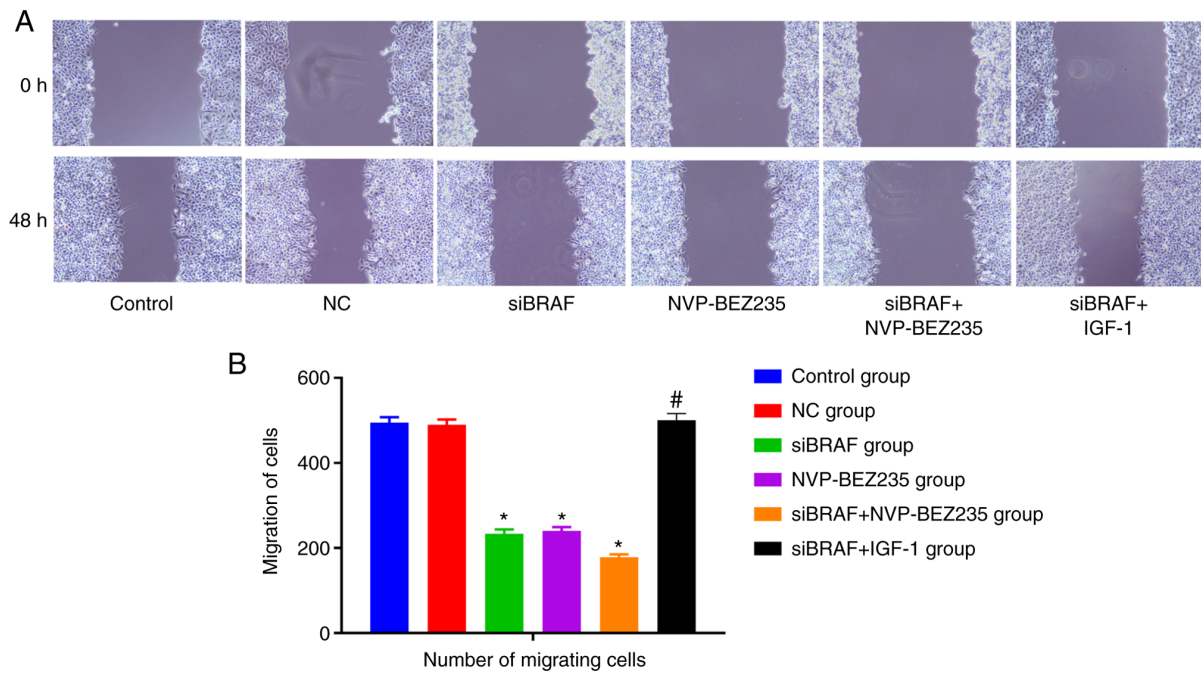 A
0 h
48 h
Control
NC
siBRAF
NVP-BEZ235
siBRAF+
NVP-BEZ235
siBRAF+
IGF-1
B
600
400
200
0
Migration of cells
*
*
*
#
Number of migrating cells
Control group
NC group
siBRAF group
NVP-BEZ235 group
siBRAF+NVP-BEZ235 group
siBRAF+IGF-1 group